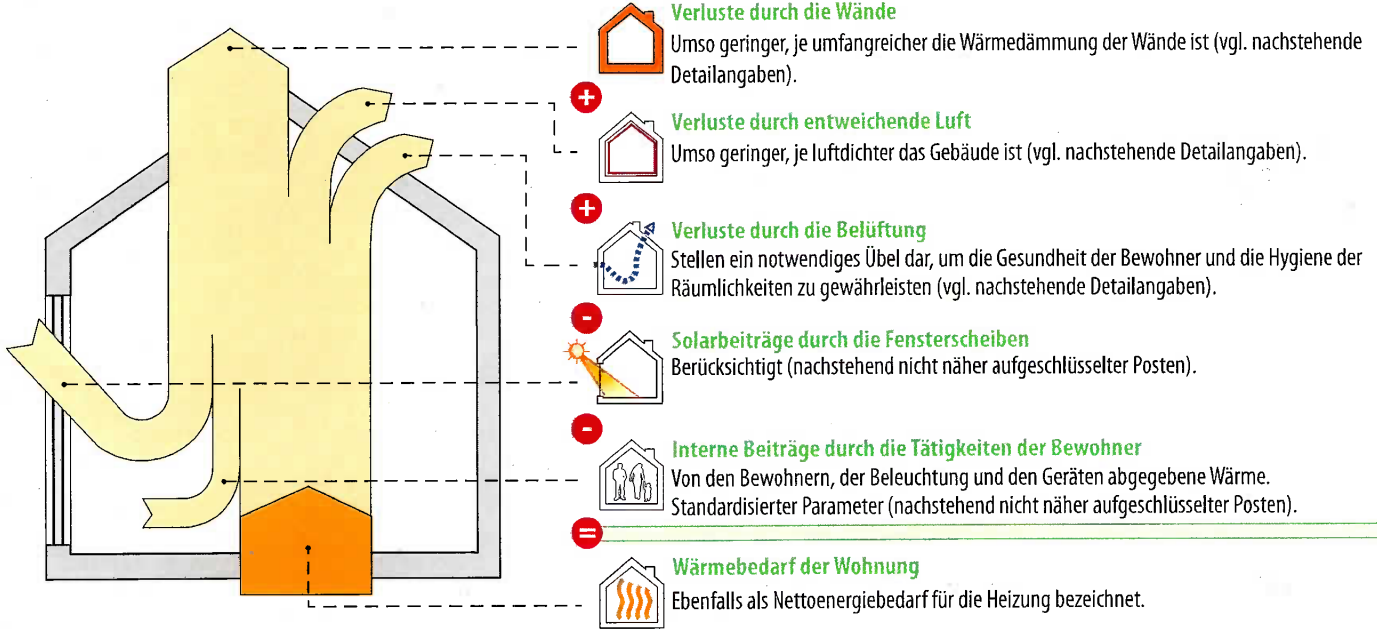 Verluste durch die Wände
Umso geringer, je umfangreicher die Wärmedämmung der Wände ist (vgl. nachstehende
Detailangaben).
+
Verluste durch entweichende Luft
Umso geringer, je luftdichter das Gebäude ist (vgl. nachstehende Detailangaben).
+
Verluste durch die Belüftung
Stellen ein notwendiges Übel dar, um die Gesundheit der Bewohner und die Hygiene der
Räumlichkeiten zu gewährleisten (vgl. nachstehende Detailangaben).
-
Solarbeiträge durch die Fensterscheiben
Berücksichtigt (nachstehend nicht näher aufgeschlüsselter Posten).
-
Interne Beiträge durch die Tätigkeiten der Bewohner
Von den Bewohnern, der Beleuchtung und den Geräten abgegebene Wärme.
Standardisierter Parameter (nachstehend nicht näher aufgeschlüsselter Posten).
=
Wärmebedarf der Wohnung
Ebenfalls als Nettoenergiebedarf für die Heizung bezeichnet.